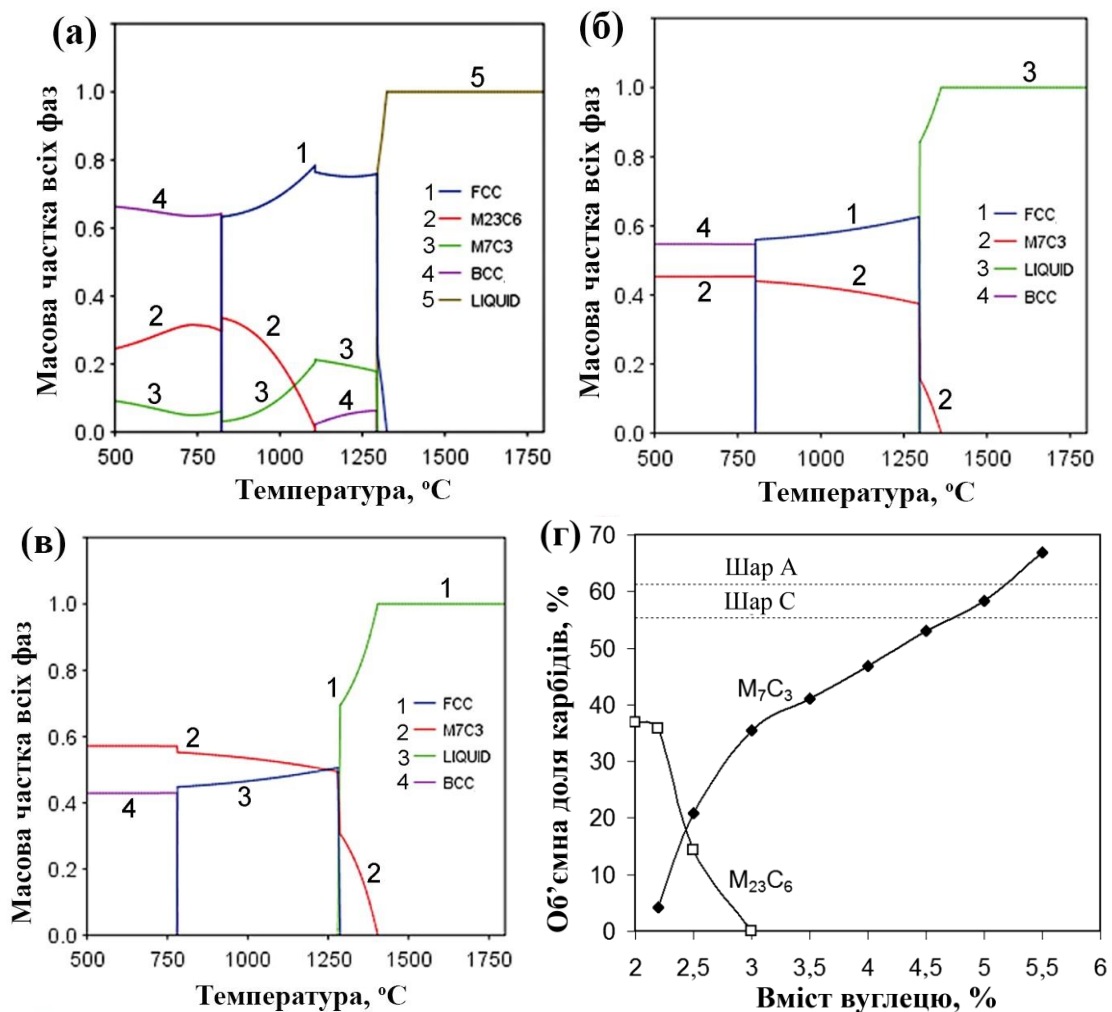 (а)
Масова частка всіх фаз
1.0
0.8
0.6
0.4
0.2
0.0
5
1
4
2
2
3
3
3
4
1 FCC
2 M23C6
3 M7C3
4 BCC
5 LIQUID
500 750 1000 1250 1500 1750
Температура, °C
(б)
Масова частка всіх фаз
1.0
0.8
0.6
0.4
0.2
0.0
3
4
1
2
2
2
1 FCC
2 M7C3
3 LIQUID
4 BCC
500 750 1000 1250 1500 1750
Температура, °C
(в)
Масова частка всіх фаз
1.0
0.8
0.6
0.4
0.2
0.0
1
1
2
4
3
2
1 FCC
2 M7C3
3 LIQUID
4 BCC
500 750 1000 1250 1500 1750
Температура, °C
(г)
Об’ємна доля карбідів, %
70
60
50
40
30
20
10
0
Шар А
Шар С
M7C3
M23C6
2 2,5 3 3,5 4 4,5 5 5,5 6
Вміст вуглецю, %